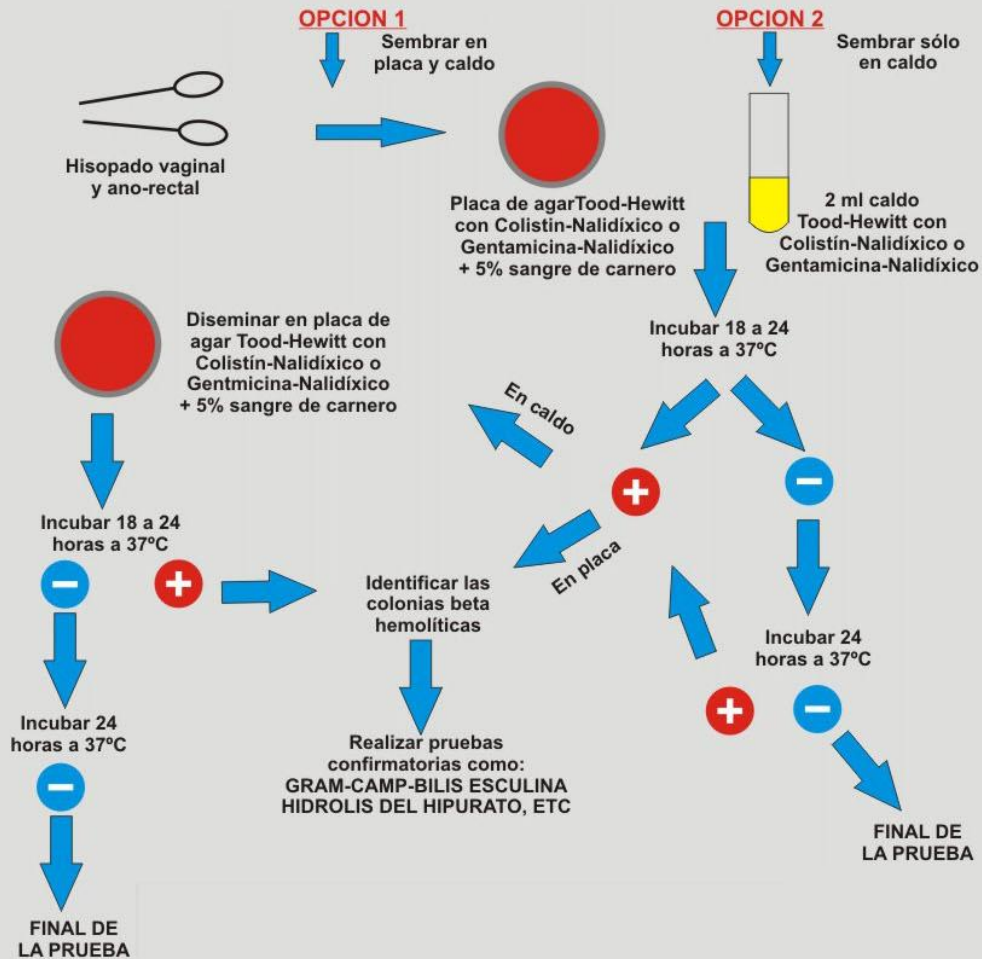 OPCION 1
Sembrar en
placa y caldo
OPCION 2
Sembrar sólo
en caldo
Hisopado vaginal
y ano-rectal
Placa de agarTood-Hewitt
con Colistin-Nalidíxico o
Gentamicina-Nalidíxico
+ 5% sangre de carnero
2 ml caldo
Tood-Hewitt con
Colistín-Nalidíxico o
Gentamicina-Nalidíxico
Incubar 18 a 24
horas a 37ºC
Diseminar en placa de
agar Tood-Hewitt con
Colistín-Nalidíxico o
Gentmicina-Nalidíxico
+ 5% sangre de carnero
En caldo
+
−
En placa
Incubar 18 a 24
horas a 37ºC
−
+
Identificar las
colonias beta
hemolíticas
Incubar 24
horas a 37ºC
+
−
Incubar 24
horas a 37ºC
−
Realizar pruebas
confirmatorias como:
GRAM-CAMP-BILIS ESCULINA
HIDROLIS DEL HIPURATO, ETC
FINAL DE
LA PRUEBA
FINAL DE
LA PRUEBA